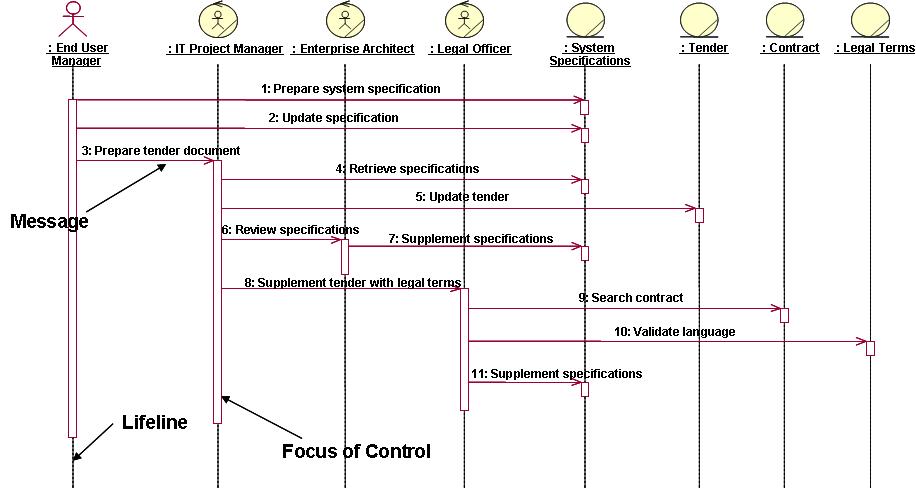 : End User
Manager
: IT Project Manager
: Enterprise Architect
: Legal Officer
: System
Specifications
: Tender
: Contract
: Legal Terms
1: Prepare system specification
2: Update specification
3: Prepare tender document
4: Retrieve specifications
5: Update tender
Message
6: Review specifications
7: Supplement specifications
8: Supplement tender with legal terms
9: Search contract
10: Validate language
11: Supplement specifications
Lifeline
Focus of Control